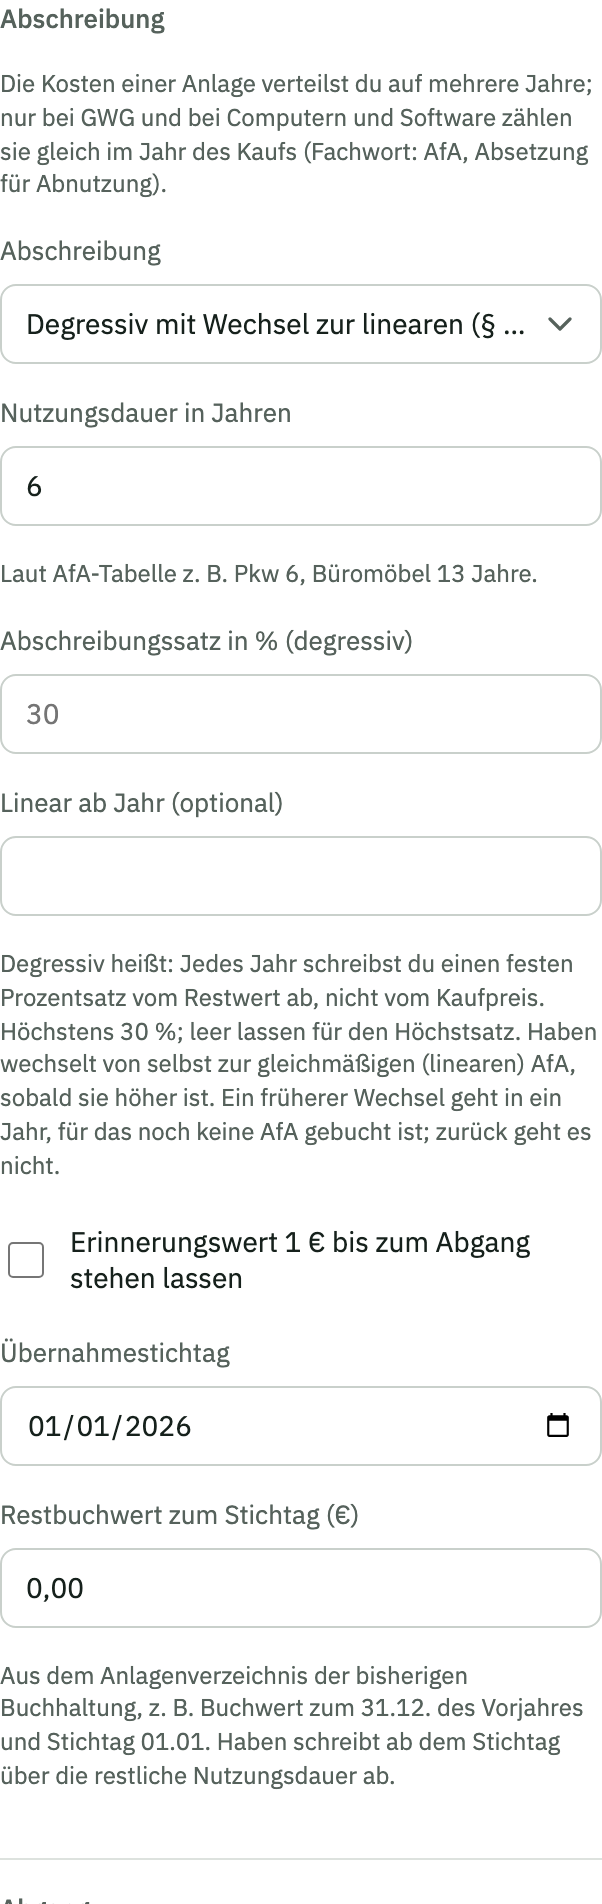 Abschreibung
Die Kosten einer Anlage verteilst du auf mehrere Jahre;
nur bei GWG und bei Computern und Software zählen
sie gleich im Jahr des Kaufs (Fachwort: AfA, Absetzung
für Abnutzung).
Abschreibung
Degressiv mit Wechsel zur linearen (§ ...
Nutzungsdauer in Jahren
6
Laut AfA-Tabelle z. B. Pkw 6, Büromöbel 13 Jahre.
Abschreibungssatz in % (degressiv)
30
Linear ab Jahr (optional)
Degressiv heißt: Jedes Jahr schreibst du einen festen
Prozentsatz vom Restwert ab, nicht vom Kaufpreis.
Höchstens 30 %; leer lassen für den Höchstsatz. Haben
wechselt von selbst zur gleichmäßigen (linearen) AfA,
sobald sie höher ist. Ein früherer Wechsel geht in ein
Jahr, für das noch keine AfA gebucht ist; zurück geht es
nicht.
Erinnerungswert 1 € bis zum Abgang
stehen lassen
Übernahmestichtag
01/01/2026
Restbuchwert zum Stichtag (€)
0,00
Aus dem Anlagenverzeichnis der bisherigen
Buchhaltung, z. B. Buchwert zum 31.12. des Vorjahres
und Stichtag 01.01. Haben schreibt ab dem Stichtag
über die restliche Nutzungsdauer ab.